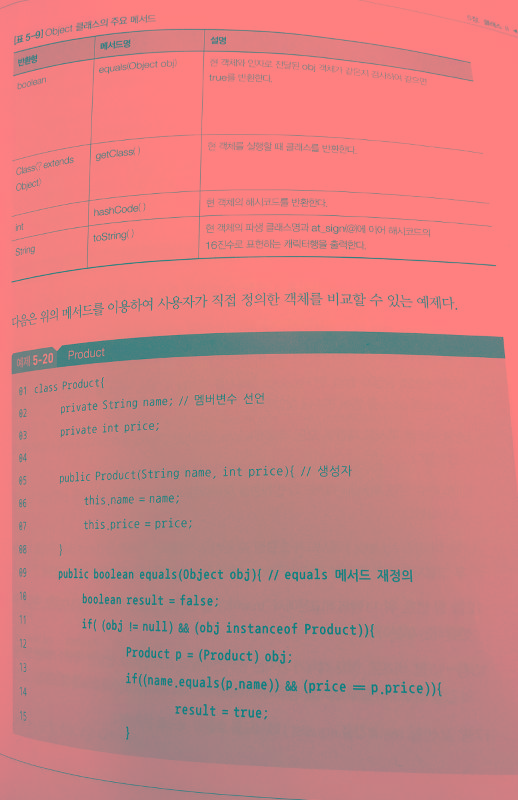 [표 5-9] Object 클래스의 주요 메서드
반환형 메서드명 설명
boolean equals(Object obj) 현 객체와 인자로 전달된 obj 객체가 같은지 검사하여 같으면
true를 반환한다.
Class<? extends getClass( ) 현 객체를 실행할 때 클래스를 반환한다.
Object>
int hashCode( ) 현 객체의 해시코드를 반환한다.
String toString( ) 현 객체의 파생 클래스명과 at_sign(@)에 이어 해시코드의
16진수로 표현하는 캐릭터행을 출력한다.
다음은 위의 메서드를 이용하여 사용자가 직접 정의한 객체를 비교할 수 있는 예제다.
예제 5-20 Product
01 class Product{
02 private String name; // 멤버변수 선언
03 private int price;
04
05 public Product(String name, int price){ // 생성자
06 this.name = name;
07 this.price = price;
08 }
09 public boolean equals(Object obj){ // equals 메서드 재정의
10 boolean result = false;
11 if( (obj != null) && (obj instanceof Product)){
12 Product p = (Product) obj;
13 if((name.equals(p.name)) && (price == p.price)){
14 result = true;
15 }